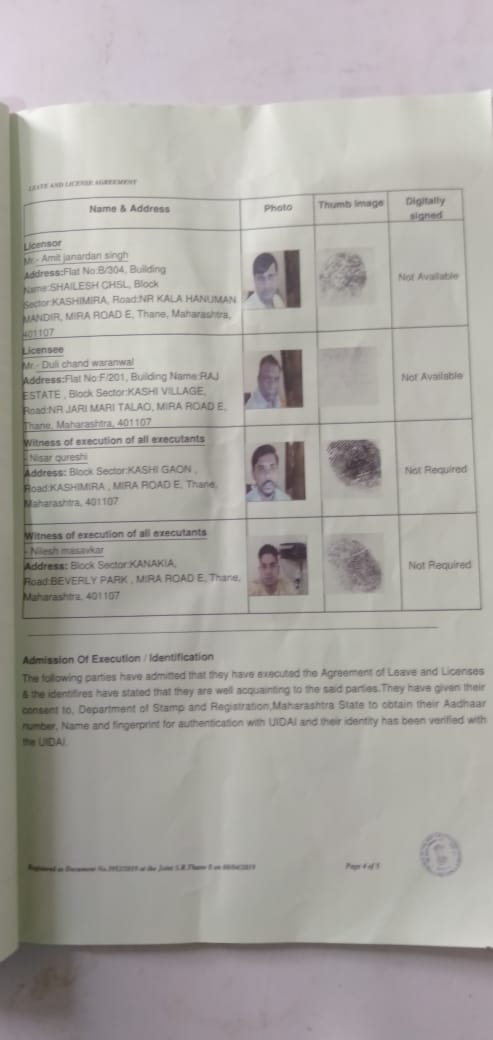 LEAVE AND LICENSE AGREEMENT
Name & Address
Photo
Thumb Image
Digitally
signed
Licensor
Mr.- Amit janardan singh
Address:Flat No:B/304, Building
Name:SHAILESH CHSL, Block
Sector:KASHIMIRA, Road:NR KALA HANUMAN
MANDIR, MIRA ROAD E, Thane, Maharashtra,
401107
Not Available
Licensee
Mr.- Duli chand waranwal
Address:Flat No:F/201, Building Name:RAJ
ESTATE , Block Sector:KASHI VILLAGE,
Road:NR JARI MARI TALAO, MIRA ROAD E,
Thane, Maharashtra, 401107
Not Available
Witness of execution of all executants
- Nisar qureshi
Address: Block Sector:KASHI GAON ,
Road:KASHIMIRA , MIRA ROAD E, Thane,
Maharashtra, 401107
Not Required
Witness of execution of all executants
- Nilesh masavkar
Address: Block Sector:KANAKIA,
Road:BEVERLY PARK , MIRA ROAD E, Thane,
Maharashtra, 401107
Not Required
Admission Of Execution / Identification
The following parties have admitted that they have executed the Agreement of Leave and Licenses
& the identifires have stated that they are well acquainting to the said parties.They have given their
consent to, Department of Stamp and Registration,Maharashtra State to obtain their Aadhaar
number, Name and fingerprint for authentication with UIDAI and their identity has been verified with
the UIDAI.
Registered as Document No. at the Joint S.R.Thane on
Page 4 of 5